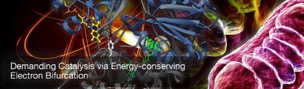 Demanding Catalysis via Energy-conserving
Electron Bifurcation